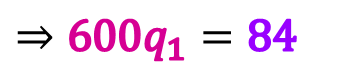 ⇒ 600q₁ = 84